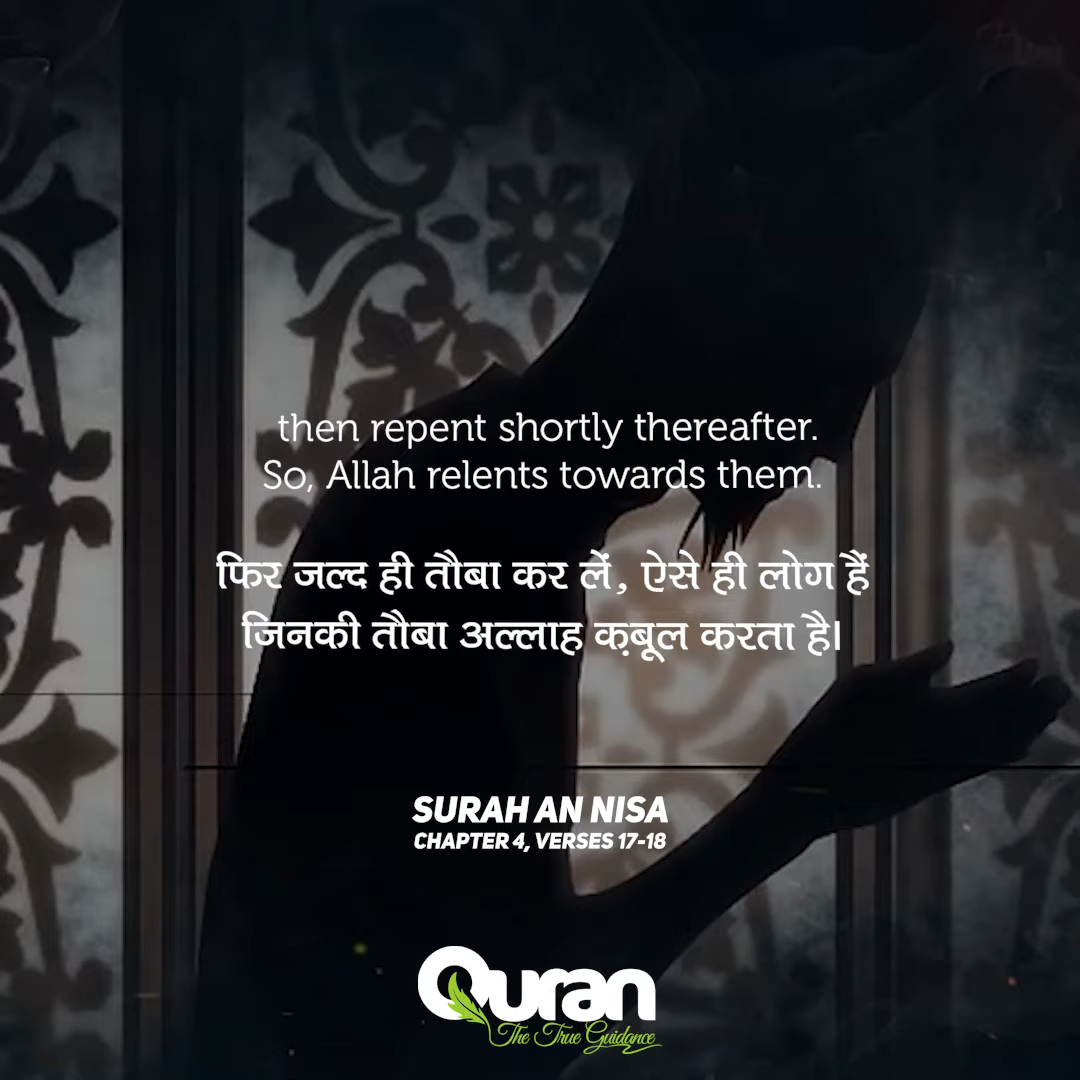 then repent shortly thereafter.
So, Allah relents towards them.
फिर जल्द ही तौबा कर लें, ऐसे ही लोग हैं
जिनकी तौबा अल्लाह क़बूल करता है।
SURAH AN NISA
CHAPTER 4, VERSES 17-18
Quran
The True Guidance